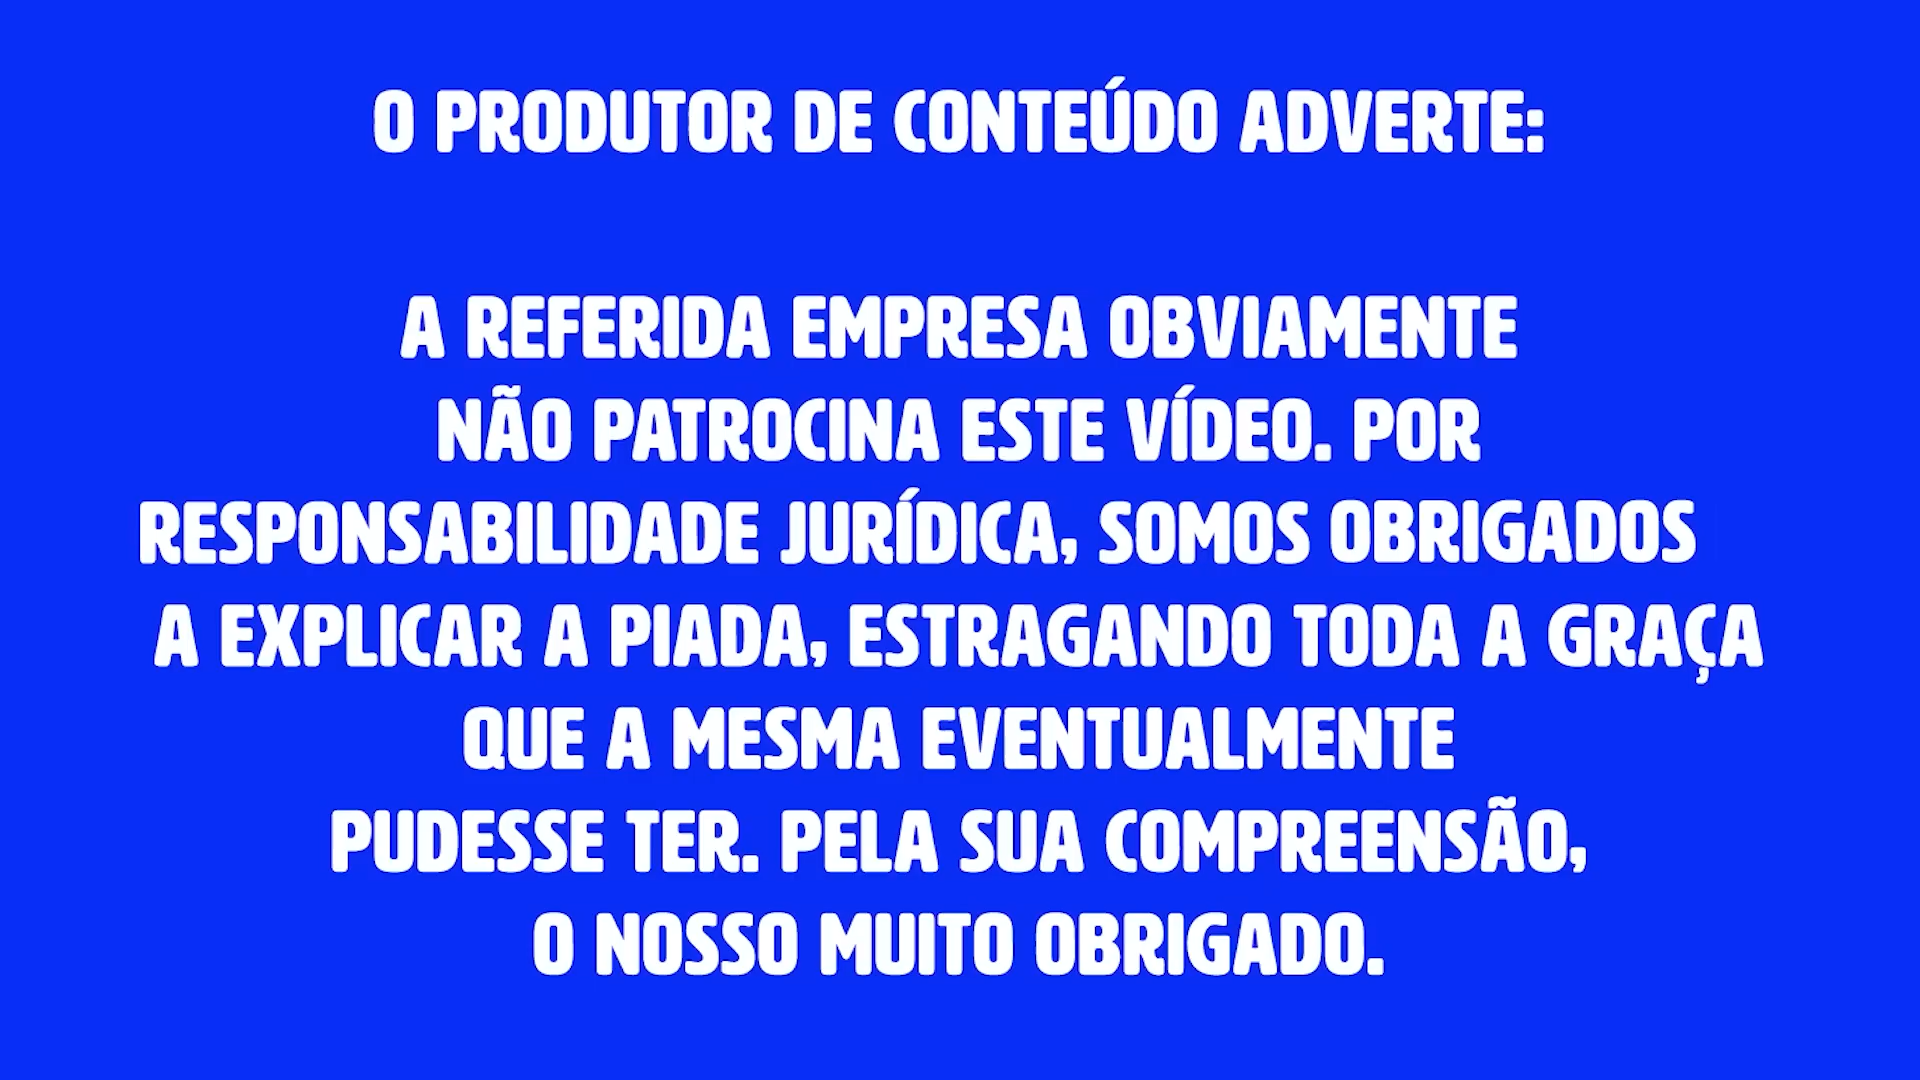 O PRODUTOR DE CONTEÚDO ADVERTE:
A REFERIDA EMPRESA OBVIAMENTE
NÃO PATROCINA ESTE VÍDEO. POR
RESPONSABILIDADE JURÍDICA, SOMOS OBRIGADOS
A EXPLICAR A PIADA, ESTRAGANDO TODA A GRAÇA
QUE A MESMA EVENTUALMENTE
PUDESSE TER. PELA SUA COMPREENSÃO,
O NOSSO MUITO OBRIGADO.